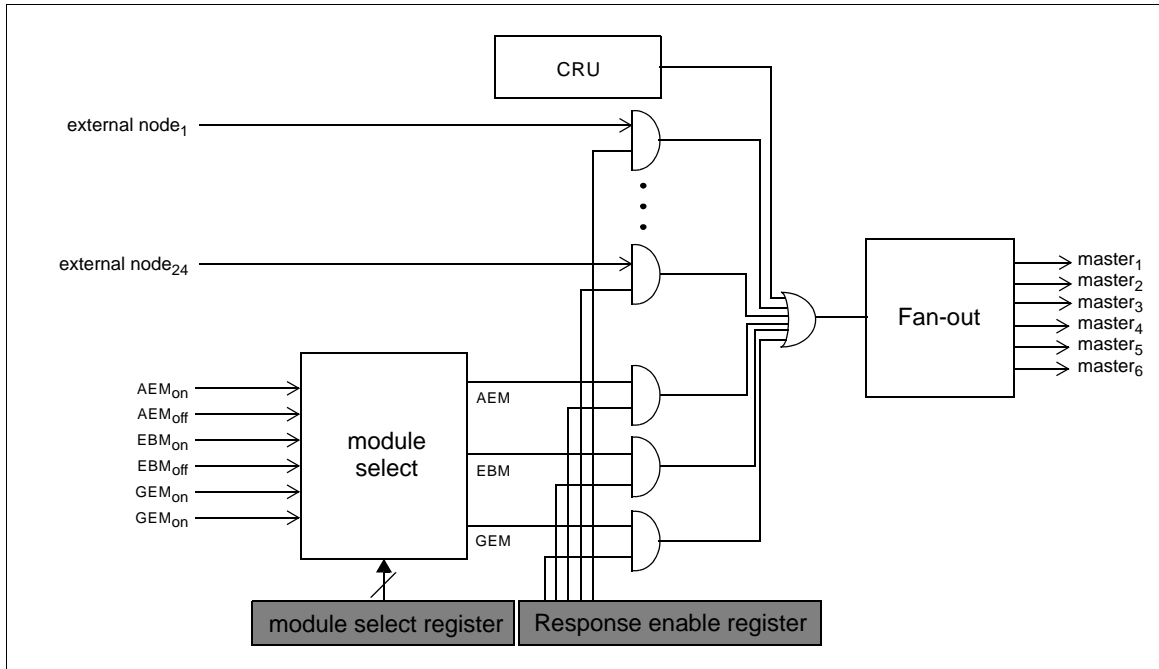 CRU
external node1
external node24
AEMon
AEMoff
EBMon
EBMoff
GEMon
GEMon
module
select
AEM
EBM
GEM
Fan-out
master1
master2
master3
master4
master5
master6
module select register
Response enable register